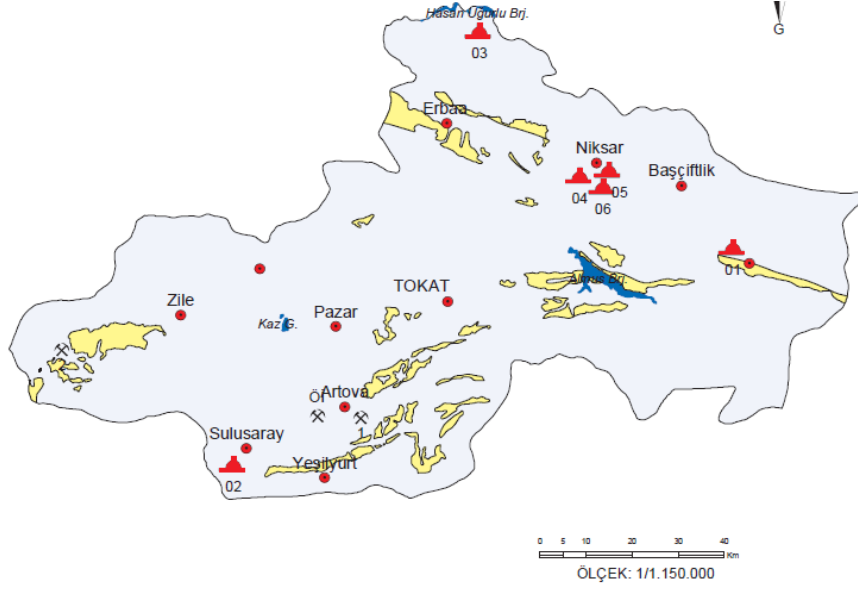 Hasan Uğurlu Brj.
G
03
Erbaa
Niksar
Başçiftlik
04
05
06
01
Almus Brj.
TOKAT
Zile
Kaz G.
Pazar
Artova
Öf
1
Sulusaray
Yeşilyurt
02
0 5 10 20 30 40
Km
ÖLÇEK: 1/1.150.000